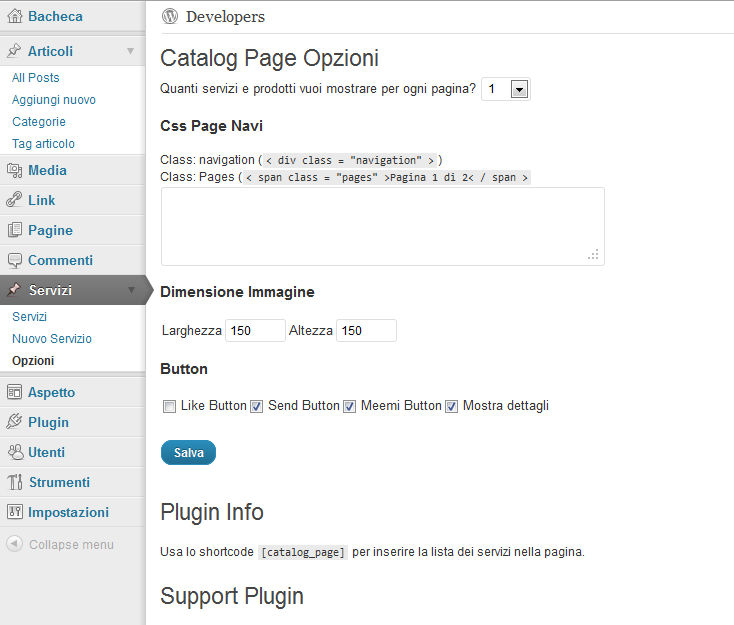 Bacheca
Articoli
All Posts
Aggiungi nuovo
Categorie
Tag articolo
Media
Link
Pagine
Commenti
Servizi
Servizi
Nuovo Servizio
Opzioni
Aspetto
Plugin
Utenti
Strumenti
Impostazioni
Collapse menu
Developers
Catalog Page Opzioni
Quanti servizi e prodotti vuoi mostrare per ogni pagina? 1
Css Page Navi
Class: navigation ( < div class = "navigation" > )
Class: Pages ( < span class = "pages" >Pagina 1 di 2< / span >
Dimensione Immagine
Larghezza 150 Altezza 150
Button
Like Button Send Button Meemi Button Mostra dettagli
Salva
Plugin Info
Usa lo shortcode [catalog_page] per inserire la lista dei servizi nella pagina.
Support Plugin